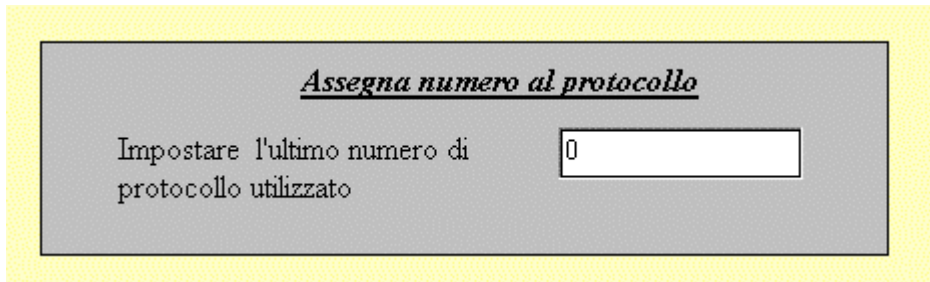 Assegna numero al protocollo
Impostare l'ultimo numero di
protocollo utilizzato
0